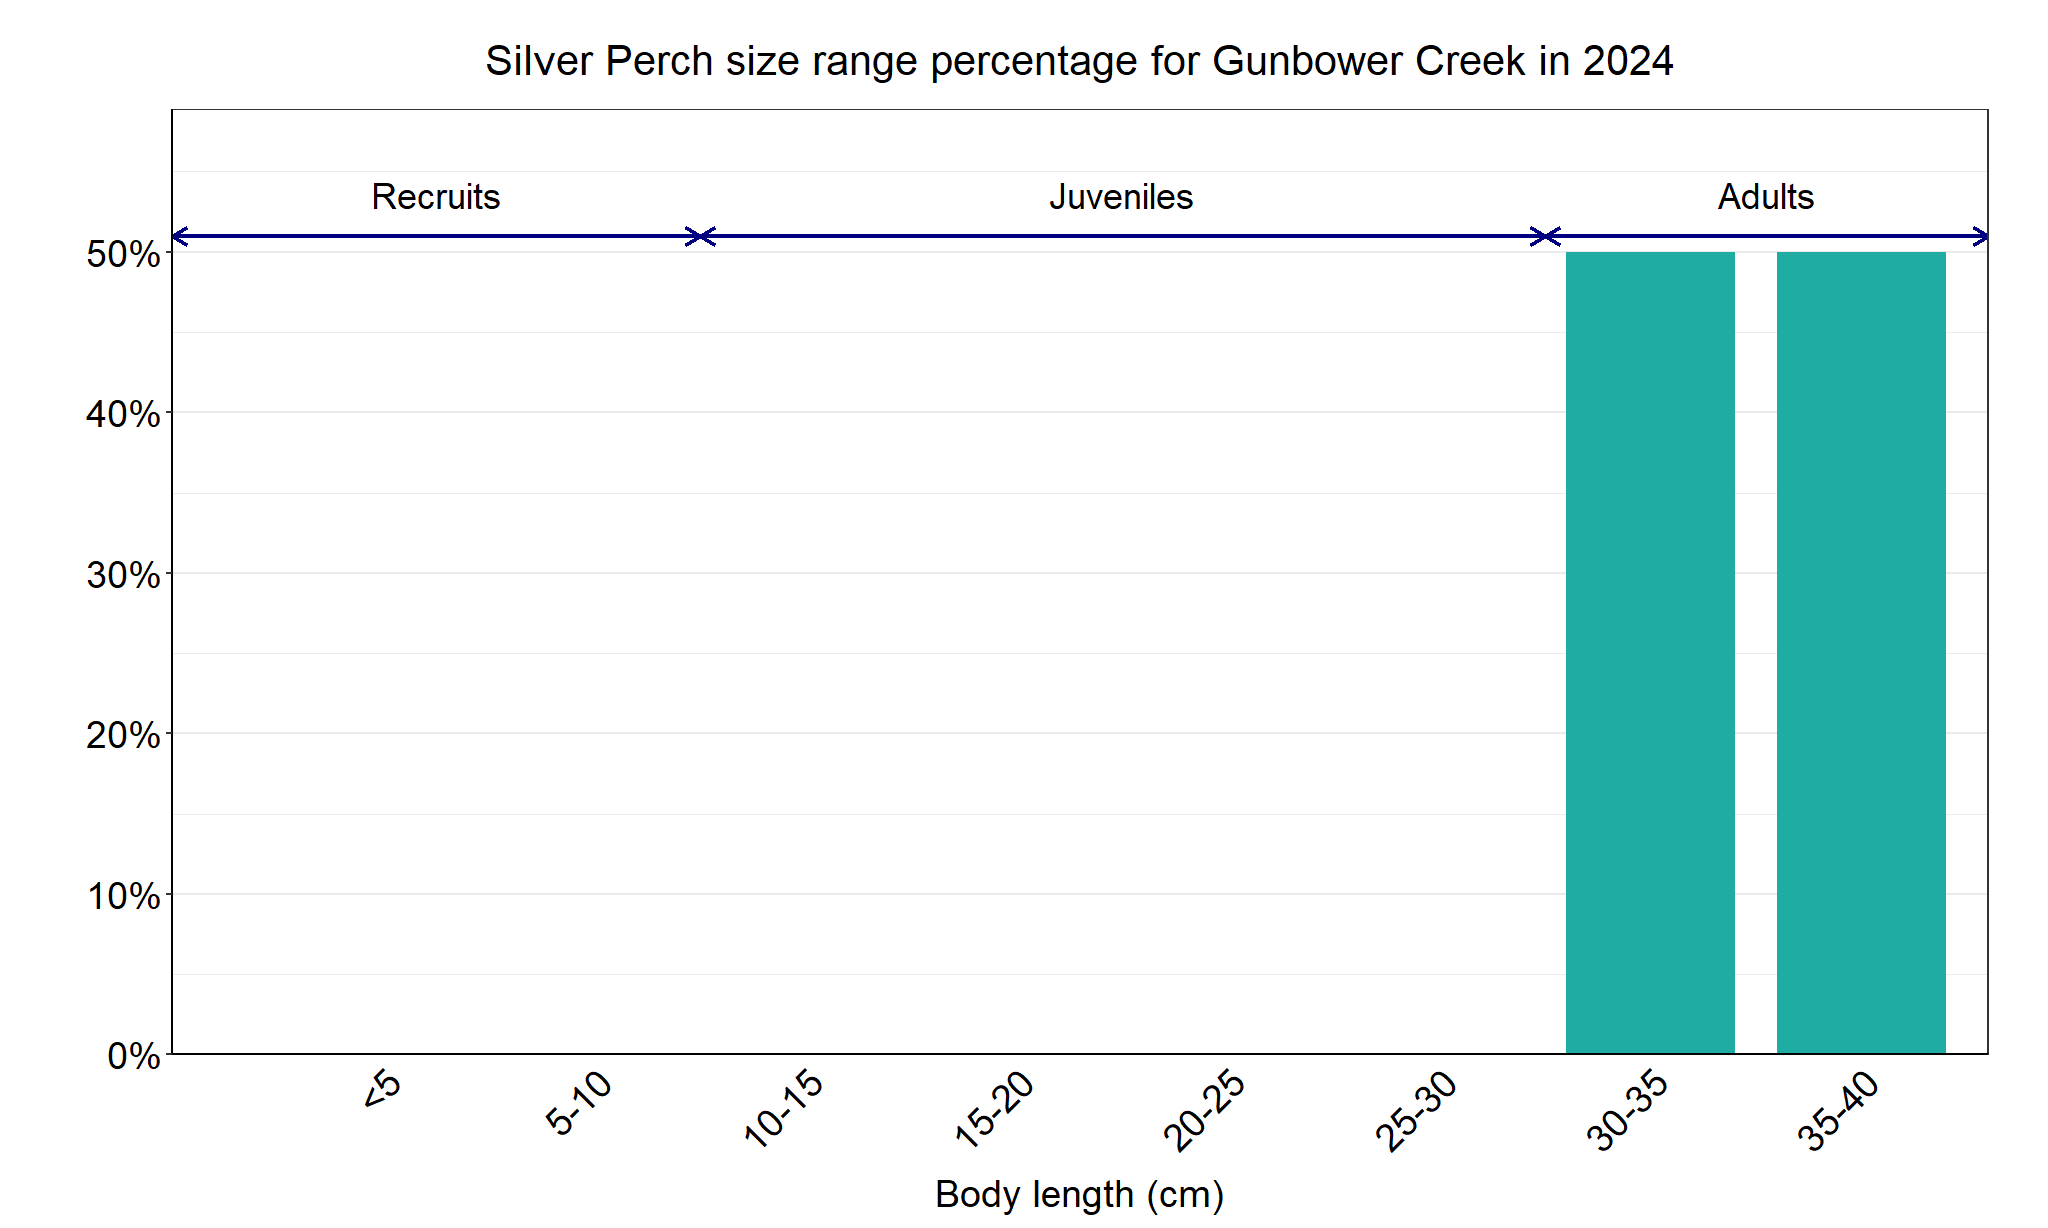 Silver Perch size range percentage for Gunbower Creek in 2024
Recruits
Juveniles
Adults
50%
40%
30%
20%
10%
0%
<5
5-10
10-15
15-20
20-25
25-30
30-35
35-40
Body length (cm)